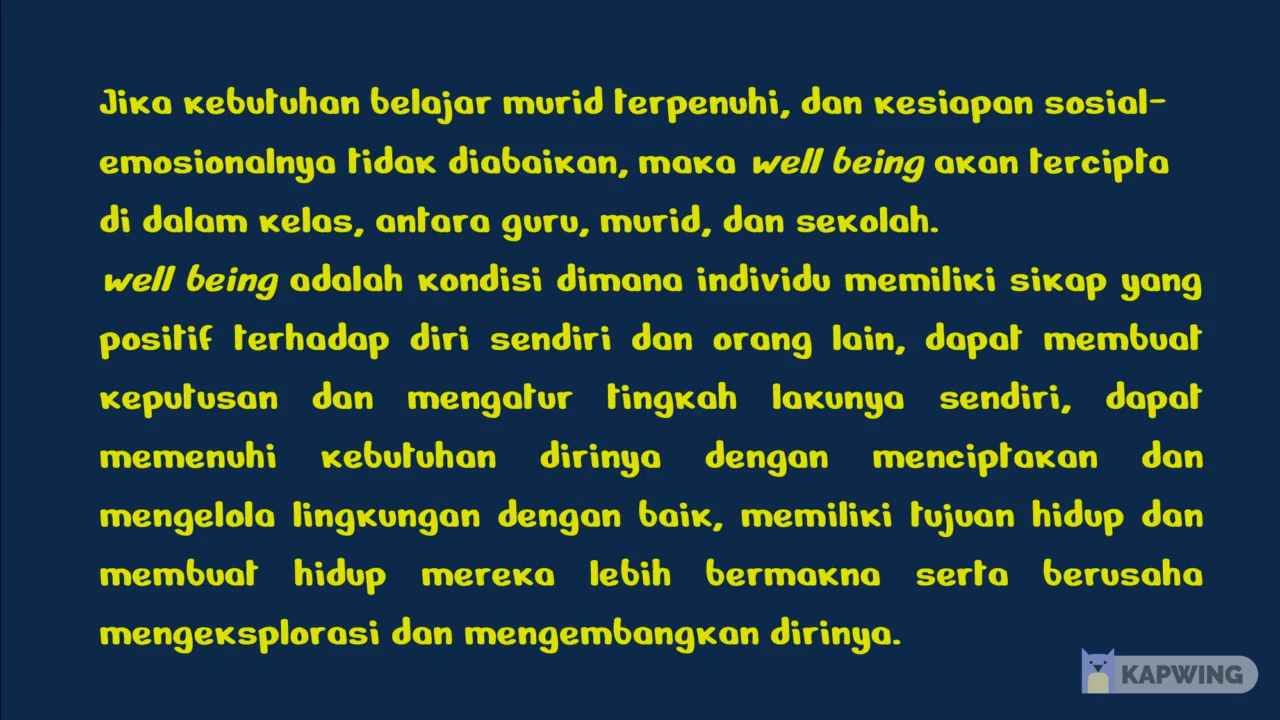 Jika kebutuhan belajar murid terpenuhi, dan kesiapan sosial-
emosionalnya tidak diabaikan, maka well being akan tercipta
di dalam kelas, antara guru, murid, dan sekolah.
well being adalah kondisi dimana individu memiliki sikap yang
positif terhadap diri sendiri dan orang lain, dapat membuat
keputusan dan mengatur tingkah lakunya sendiri, dapat
memenuhi kebutuhan dirinya dengan menciptakan dan
mengelola lingkungan dengan baik, memiliki tujuan hidup dan
membuat hidup mereka lebih bermakna serta berusaha
mengeksplorasi dan mengembangkan dirinya.
KAPWING